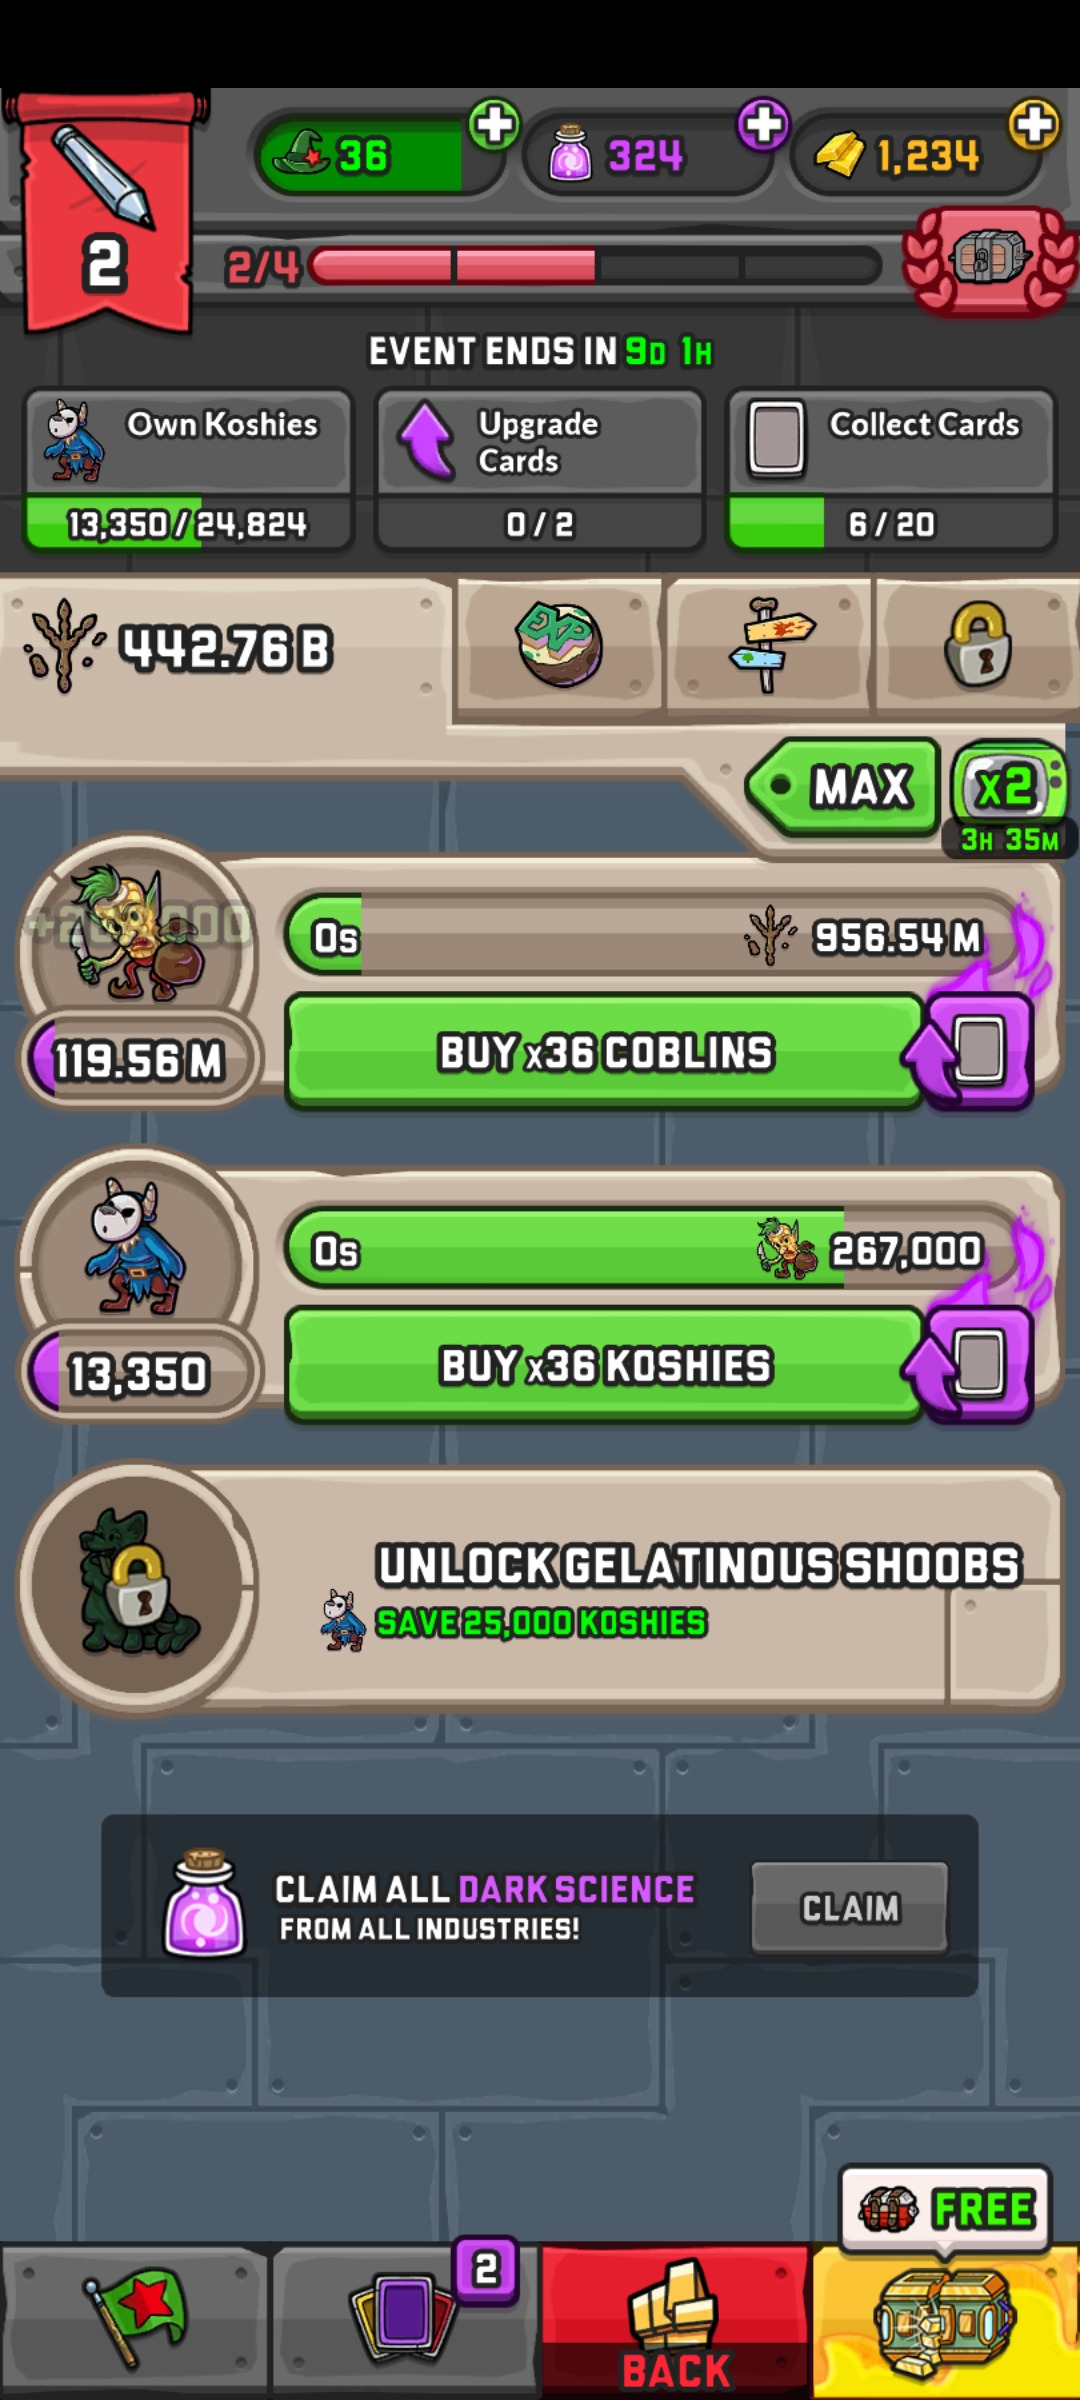 36
324
1,234
2
2/4
EVENT ENDS IN 9D 1H
Own Koshies
Upgrade
Cards
Collect Cards
13,350/24,824
0/2
6/20
442.76 B
EXP
MAX
x2
3H 35M
0s
956.54 M
119.56 M
BUY x36 COBLINS
0s
267,000
13,350
BUY x36 KOSHIES
UNLOCK GELATINOUS SHOOBS
SAVE 25,000 KOSHIES
CLAIM ALL DARK SCIENCE
FROM ALL INDUSTRIES!
CLAIM
FREE
2
BACK